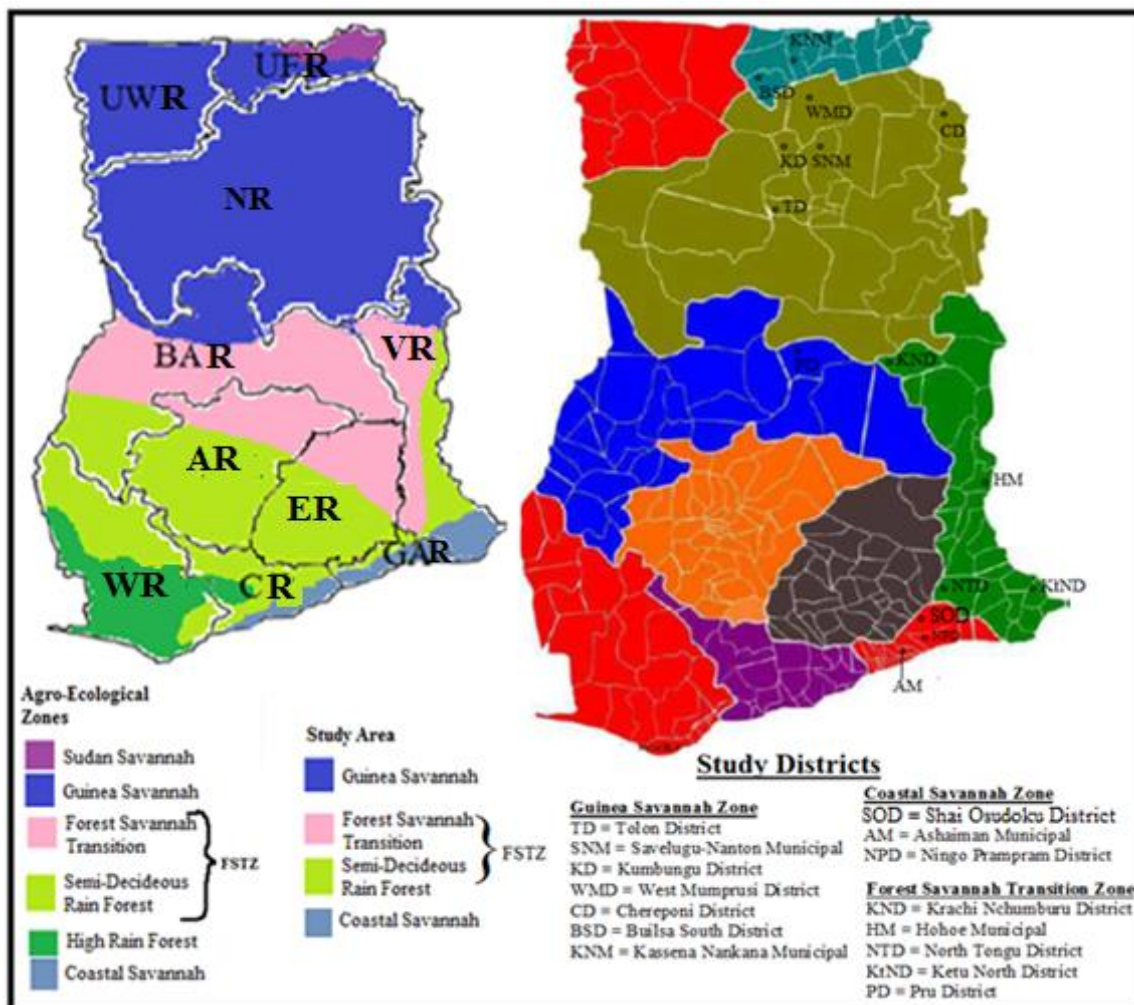 UER
UWR
NR
BAR
VR
AR
ER
GAR
WR
CR
KNM
BSD
WMD
CD
KD
SNM
TD
PD
KND
HM
NTD
KtND
SOD
NPD
AM
Agro-Ecological
Zones
Sudan Savannah
Guinea Savannah
Forest Savannah
Transition
FSTZ
Semi-Decideous
Rain Forest
High Rain Forest
Coastal Savannah
Study Area
Guinea Savannah
Forest Savannah
Transition
FSTZ
Semi-Decideous
Rain Forest
Coastal Savannah
Study Districts
Guinea Savannah Zone
TD = Tolon District
SNM = Savelugu-Nanton Municipal
KD = Kumbungu District
WMD = West Mumprusi District
CD = Chereponi District
BSD = Builsa South District
KNM = Kassena Nankana Municipal
Coastal Savannah Zone
SOD = Shai Osudoku District
AM = Ashaiman Municipal
NPD = Ningo Prampram District
Forest Savannah Transition Zone
KND = Krachi Nchumburu District
HM = Hohoe Municipal
NTD = North Tongu District
KtND = Ketu North District
PD = Pru District